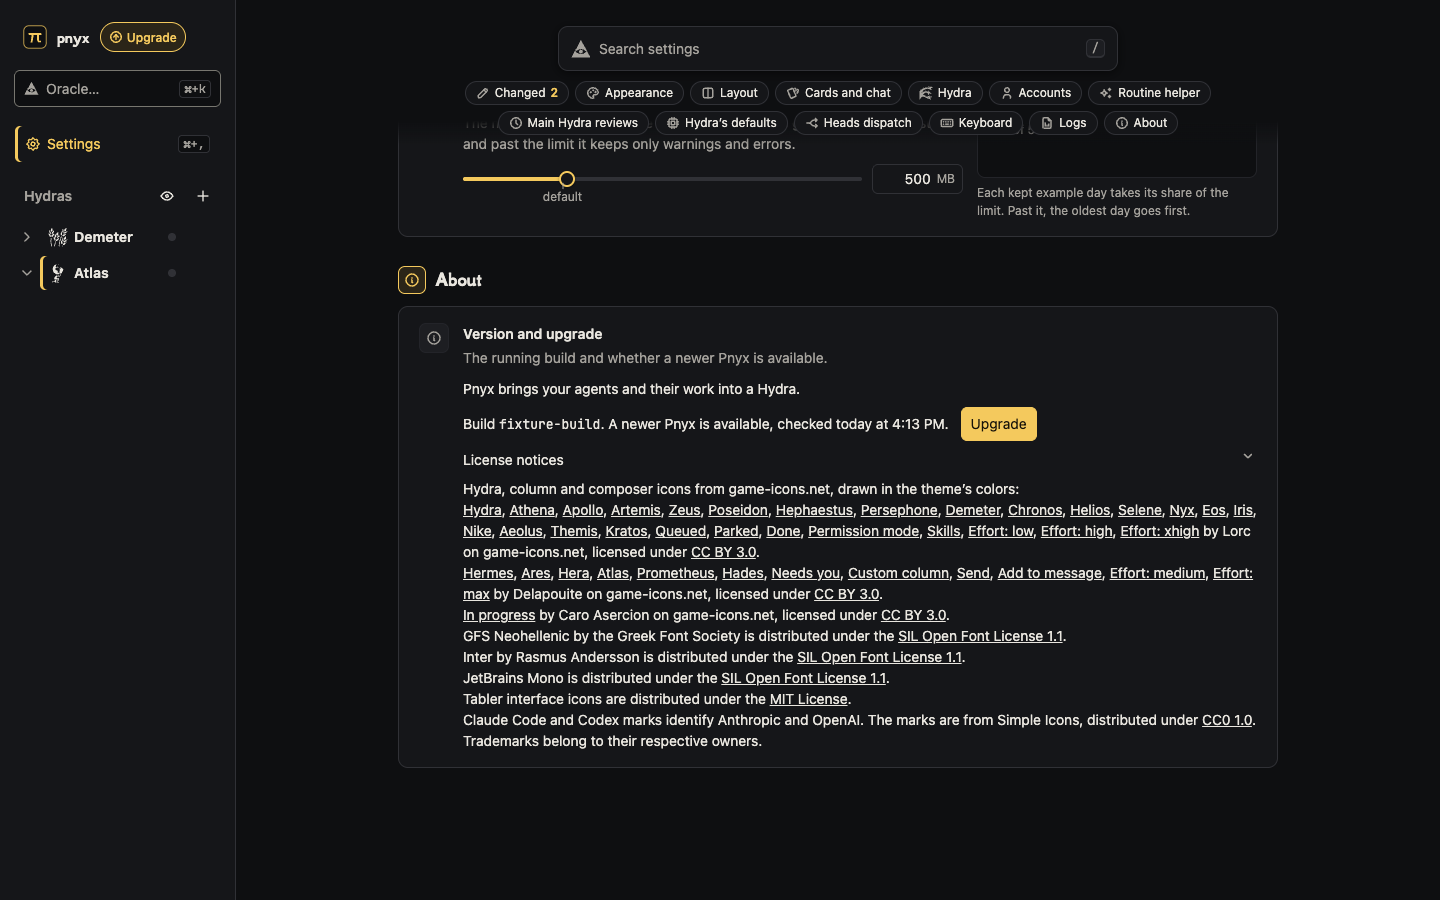 pnyx
Upgrade
Oracle...
⌘+k
Settings
⌘+,
Hydras
Demeter
Atlas
Search settings
/
Changed 2
Appearance
Layout
Cards and chat
Hydra
Accounts
Routine helper
Main Hydra reviews
Hydra's defaults
Heads dispatch
Keyboard
Logs
About
and past the limit it keeps only warnings and errors.
500 MB
default
Each kept example day takes its share of the
limit. Past it, the oldest day goes first.
About
Version and upgrade
The running build and whether a newer Pnyx is available.
Pnyx brings your agents and their work into a Hydra.
Build fixture-build. A newer Pnyx is available, checked today at 4:13 PM.
Upgrade
License notices
Hydra, column and composer icons from game-icons.net, drawn in the theme's colors:
Hydra, Athena, Apollo, Artemis, Zeus, Poseidon, Hephaestus, Persephone, Demeter, Chronos, Helios, Selene, Nyx, Eos, Iris,
Nike, Aeolus, Themis, Kratos, Queued, Parked, Done, Permission mode, Skills, Effort: low, Effort: high, Effort: xhigh by Lorc
on game-icons.net, licensed under CC BY 3.0.
Hermes, Ares, Hera, Atlas, Prometheus, Hades, Needs you, Custom column, Send, Add to message, Effort: medium, Effort:
max by Delapouite on game-icons.net, licensed under CC BY 3.0.
In progress by Caro Asercion on game-icons.net, licensed under CC BY 3.0.
GFS Neohellenic by the Greek Font Society is distributed under the SIL Open Font License 1.1.
Inter by Rasmus Andersson is distributed under the SIL Open Font License 1.1.
JetBrains Mono is distributed under the SIL Open Font License 1.1.
Tabler interface icons are distributed under the MIT License.
Claude Code and Codex marks identify Anthropic and OpenAI. The marks are from Simple Icons, distributed under CC0 1.0.
Trademarks belong to their respective owners.